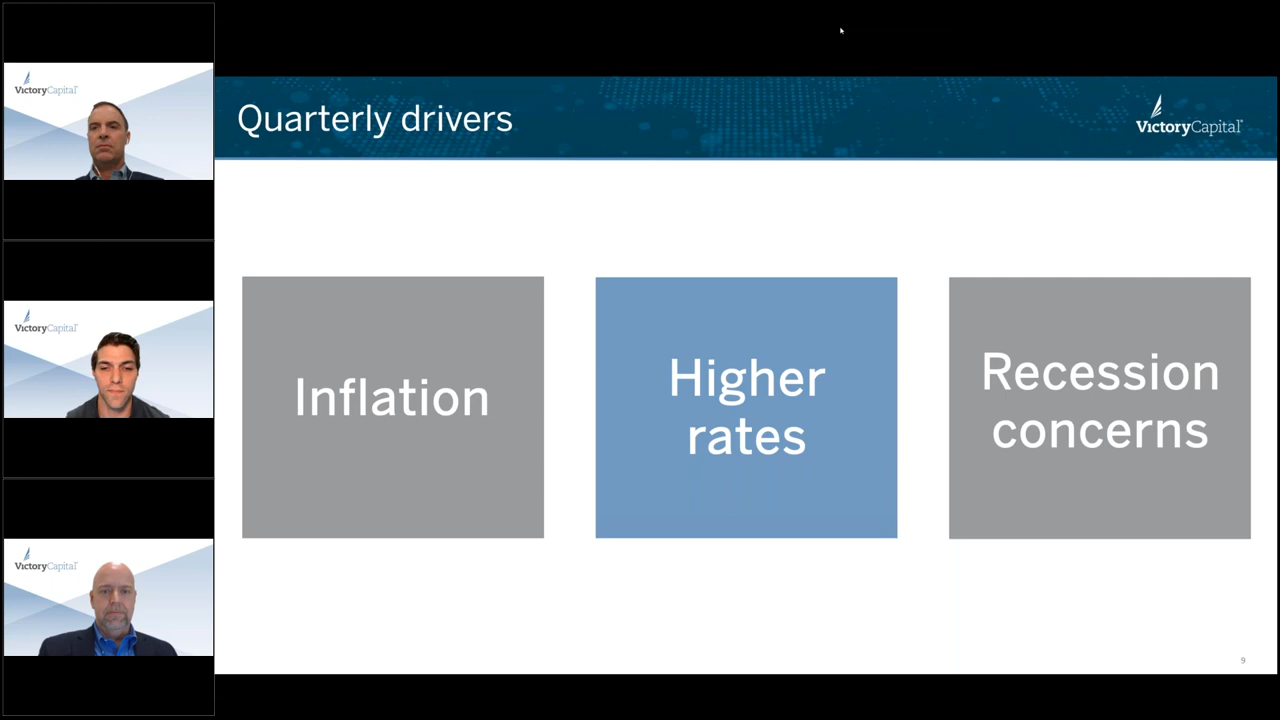 VictoryCapital
VictoryCapital
VictoryCapital
Quarterly drivers
VictoryCapital
Inflation
Higher
rates
Recession
concerns
9